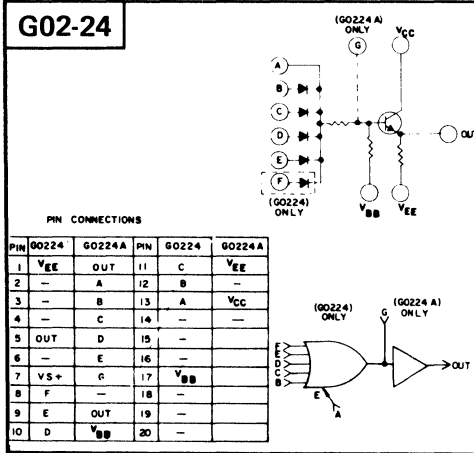 G02-24
(G0224A)
ONLY
VCC
G
A
B
C
D
E
F
OUT
(G0224)
ONLY
VBB
VEE
PIN CONNECTIONS
PIN G0224 G0224A PIN G0224 G0224A
1 VEE OUT 11 C VEE
2 — A 12 B —
3 — B 13 A VCC
4 — C 14 — —
5 OUT D 15 —
6 — E 16 —
7 VS+ G 17 VBB
8 F — 18 —
9 E OUT 19 —
10 D VBB 20 —
(G0224)
ONLY
(G0224A)
ONLY
G
F
E
D
C
B
OUT
E
A